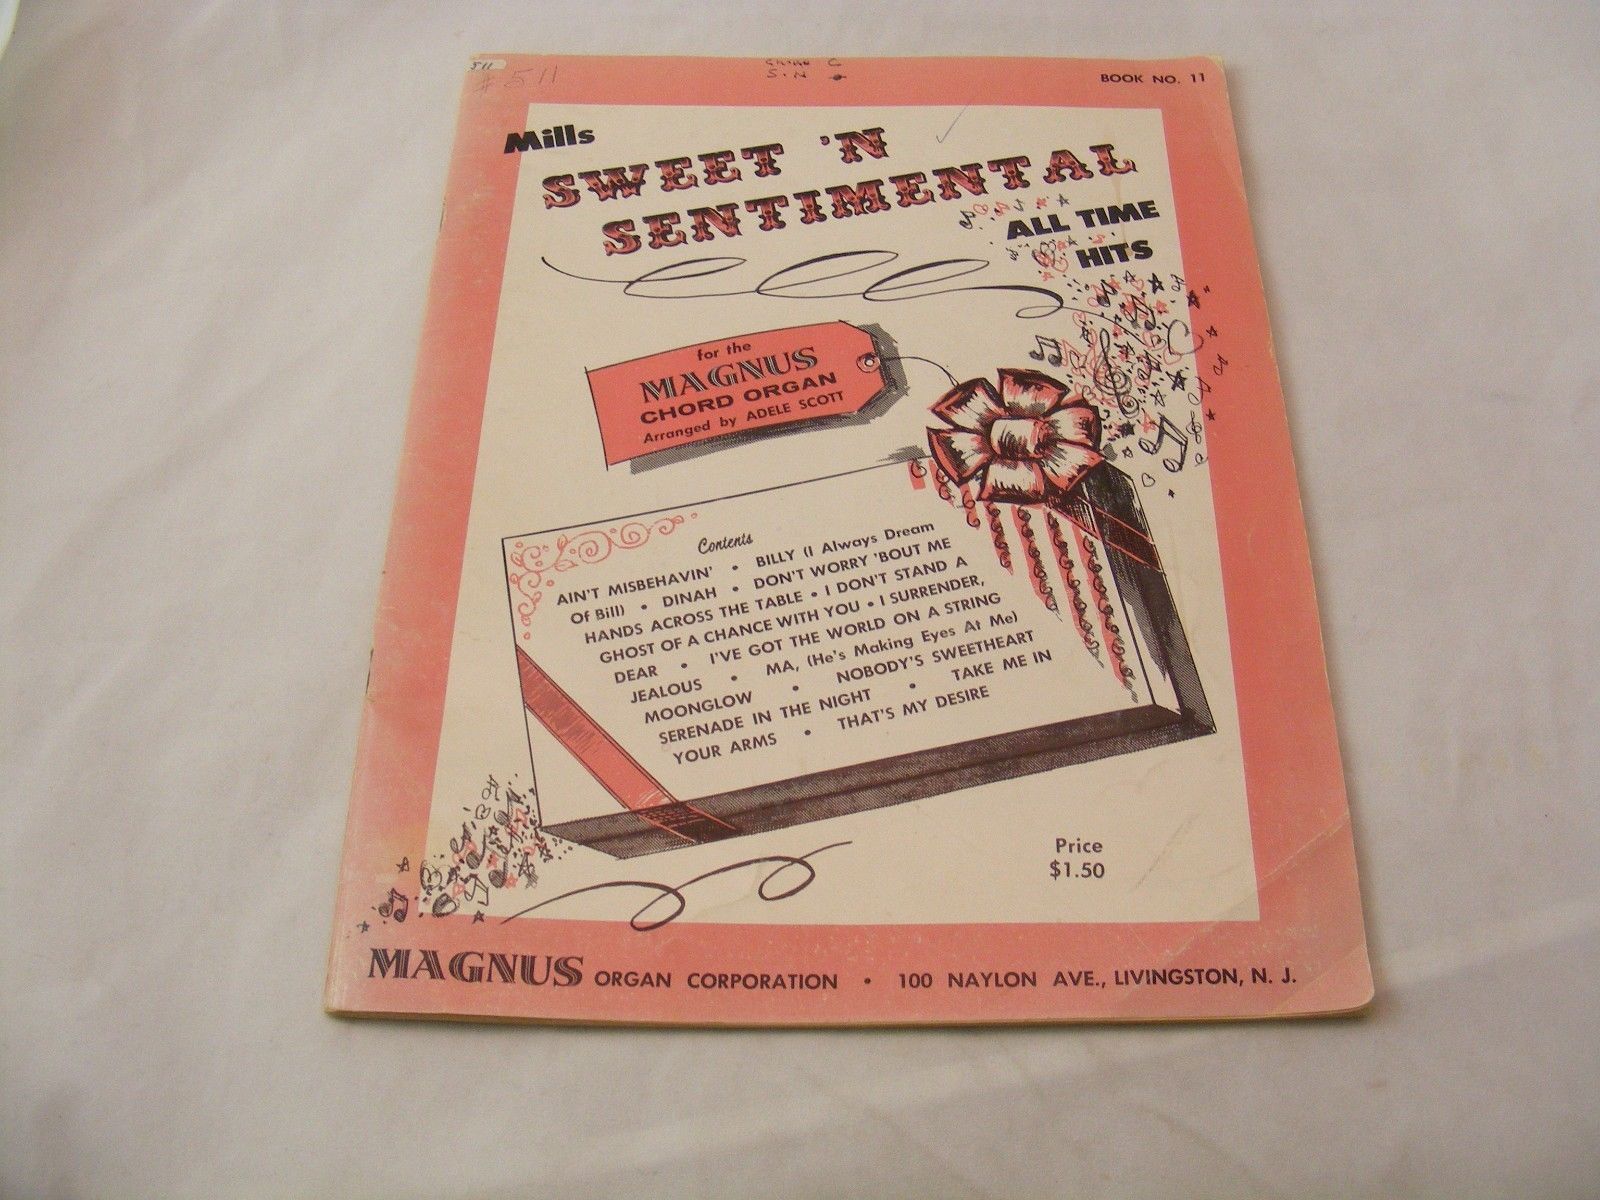 511
#511
S.N
BOOK NO. 11
Mills
SWEET 'N
SENTIMENTAL
ALL TIME
HITS
for the
MAGNUS
CHORD ORGAN
Arranged by ADELE SCOTT
Contents
AIN'T MISBEHAVIN' • BILLY (I Always Dream
Of Bill) • DINAH • DON'T WORRY 'BOUT ME
HANDS ACROSS THE TABLE • I DON'T STAND A
GHOST OF A CHANCE WITH YOU • I SURRENDER,
DEAR • I'VE GOT THE WORLD ON A STRING
JEALOUS • MA, (He's Making Eyes At Me)
MOONGLOW • NOBODY'S SWEETHEART
SERENADE IN THE NIGHT • TAKE ME IN
YOUR ARMS • THAT'S MY DESIRE
Price
$1.50
MAGNUS ORGAN CORPORATION • 100 NAYLON AVE., LIVINGSTON, N. J.